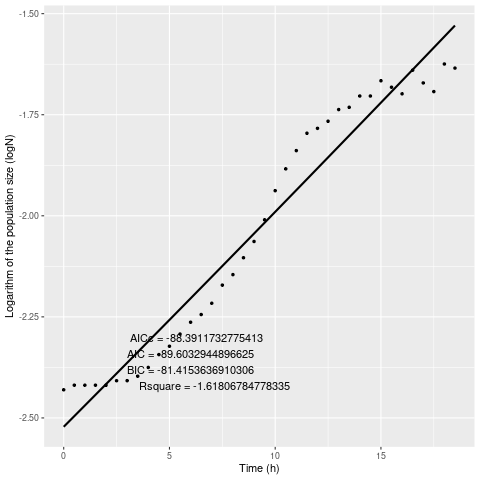 -1.50
-1.75
-2.00
-2.25
-2.50
Logarithm of the population size (logN)
AICc = -88.3911732775413
AIC = -89.6032944896625
BIC = -81.4153636910306
Rsquare = -1.61806784778335
0
5
10
15
Time (h)